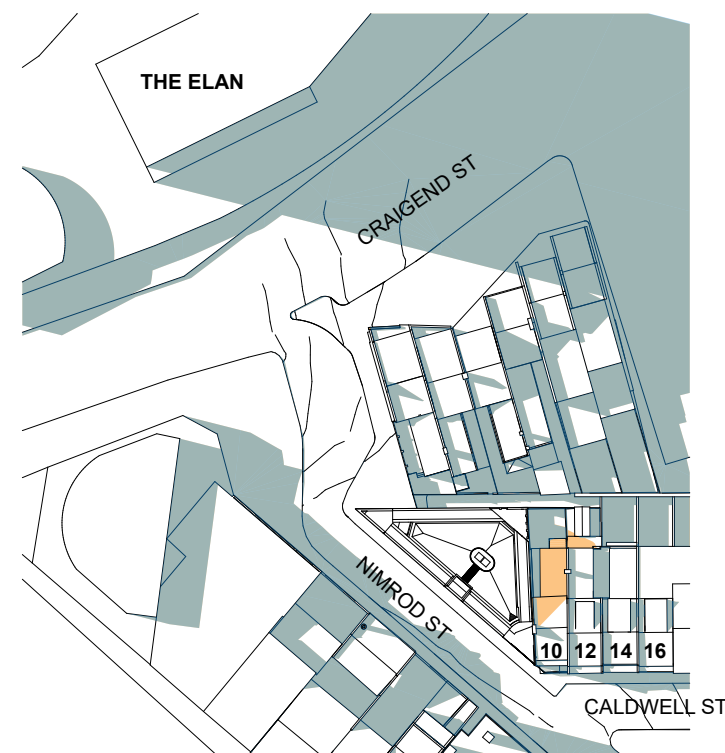 THE ELAN
CRAIGEND ST
NIMROD ST
10 12 14 16
CALDWELL ST